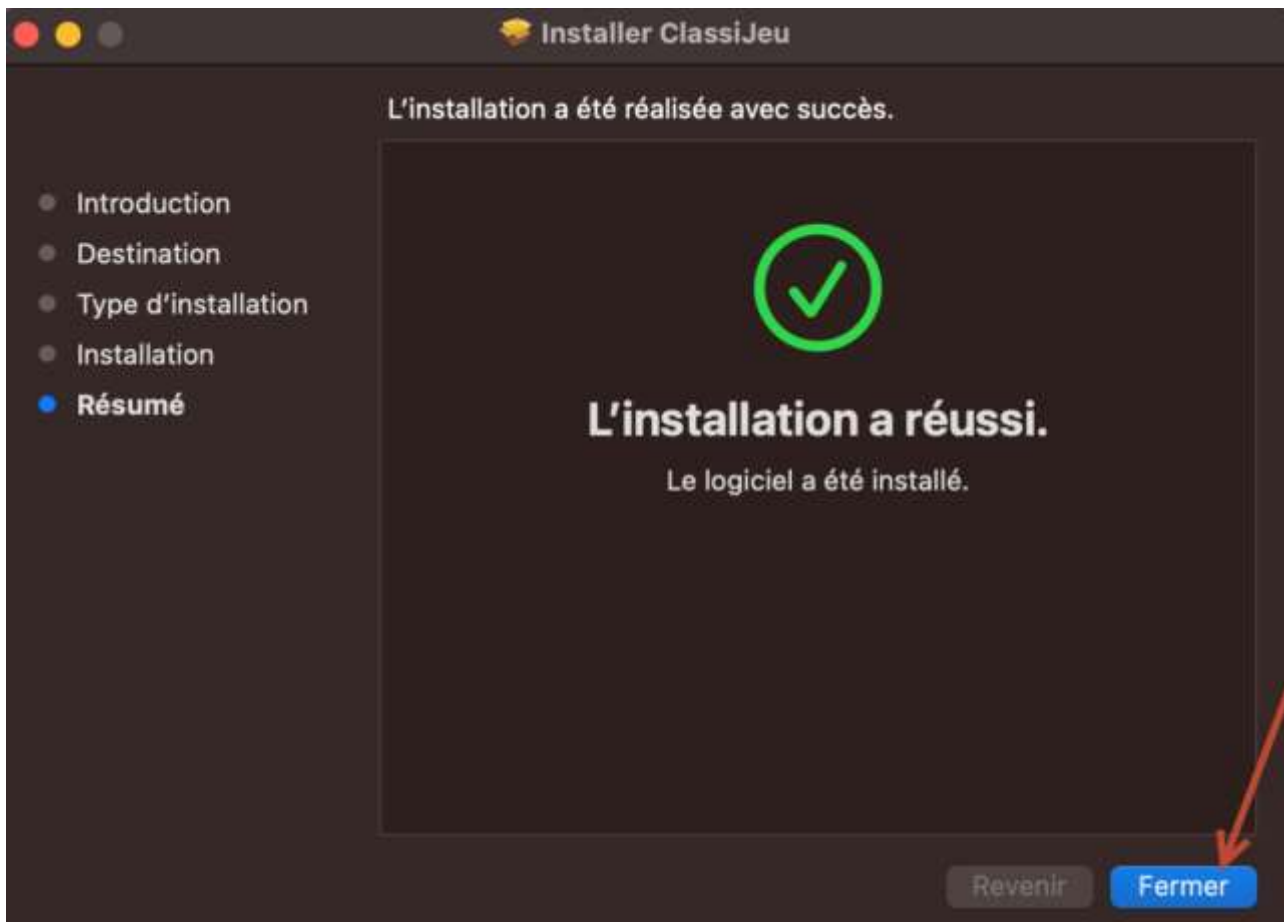 Installer ClassiJeu
L'installation a été réalisée avec succès.
Introduction
Destination
Type d'installation
Installation
Résumé
L'installation a réussi.
Le logiciel a été installé.
Revenir
Fermer